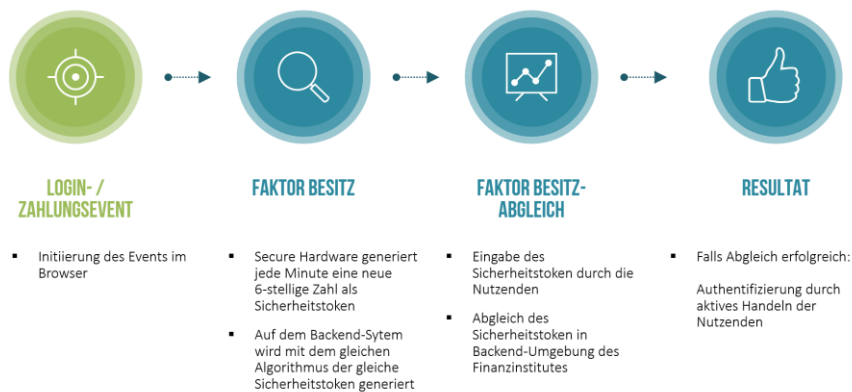 LOGIN- /
ZAHLUNGSEVENT
▪ Initiierung des Events im
Browser
FAKTOR BESITZ
▪ Secure Hardware generiert
jede Minute eine neue
6-stellige Zahl als
Sicherheitstoken
▪ Auf dem Backend-Sytem
wird mit dem gleichen
Algorithmus der gleiche
Sicherheitstoken generiert
FAKTOR BESITZ-
ABGLEICH
▪ Eingabe des
Sicherheitstoken durch die
Nutzenden
▪ Abgleich des
Sicherheitstoken in
Backend-Umgebung des
Finanzinstitutes
RESULTAT
▪ Falls Abgleich erfolgreich:
Authentifizierung durch
aktives Handeln der
Nutzenden